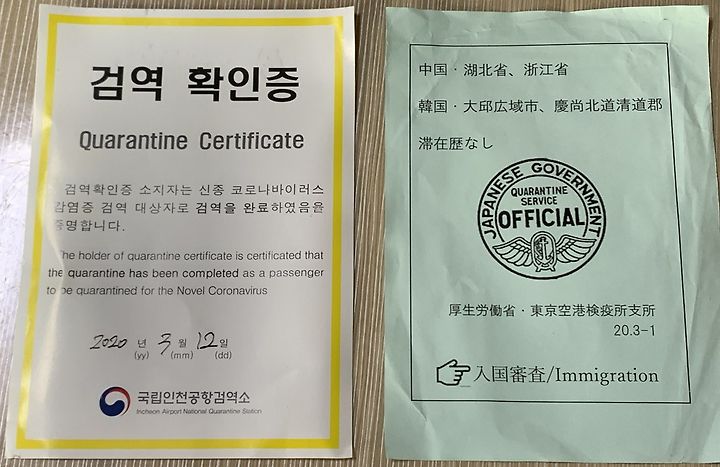 검역 확인증
Quarantine Certificate
검역확인증 소지자는 신종 코로나바이러스
감염증 검역 대상자로 검역을 완료하였음을
증명합니다.
The holder of quarantine certificate is certificated that
the quarantine has been completed as a passenger
to be quarantined for the Novel Coronavirus
2020 년 3 월 12 일
(yy) (mm) (dd)
국립인천공항검역소
Incheon Airport National Quarantine Station
中国・湖北省、浙江省
韓国・大邱広域市、慶尚北道清道郡
滞在歴なし
JAPANESE GOVERNMENT
QUARANTINE
SERVICE
OFFICIAL
厚生労働省・東京空港検疫所支所
20.3-1
入国審査/Immigration